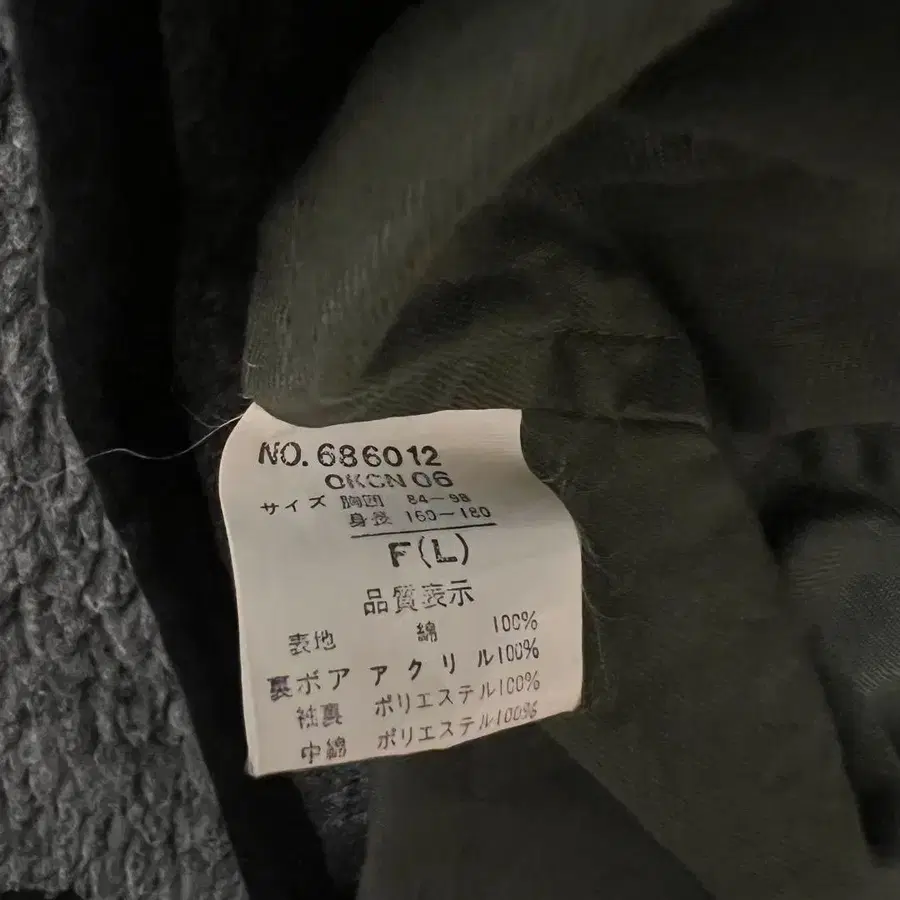 NO. 686012
OKCN 06
サイズ 胸囲 84－98
身長 160－180
F(L)
品質表示
表地 綿 100%
裏ボア アクリル100%
袖裏 ポリエステル100%
中綿 ポリエステル100%